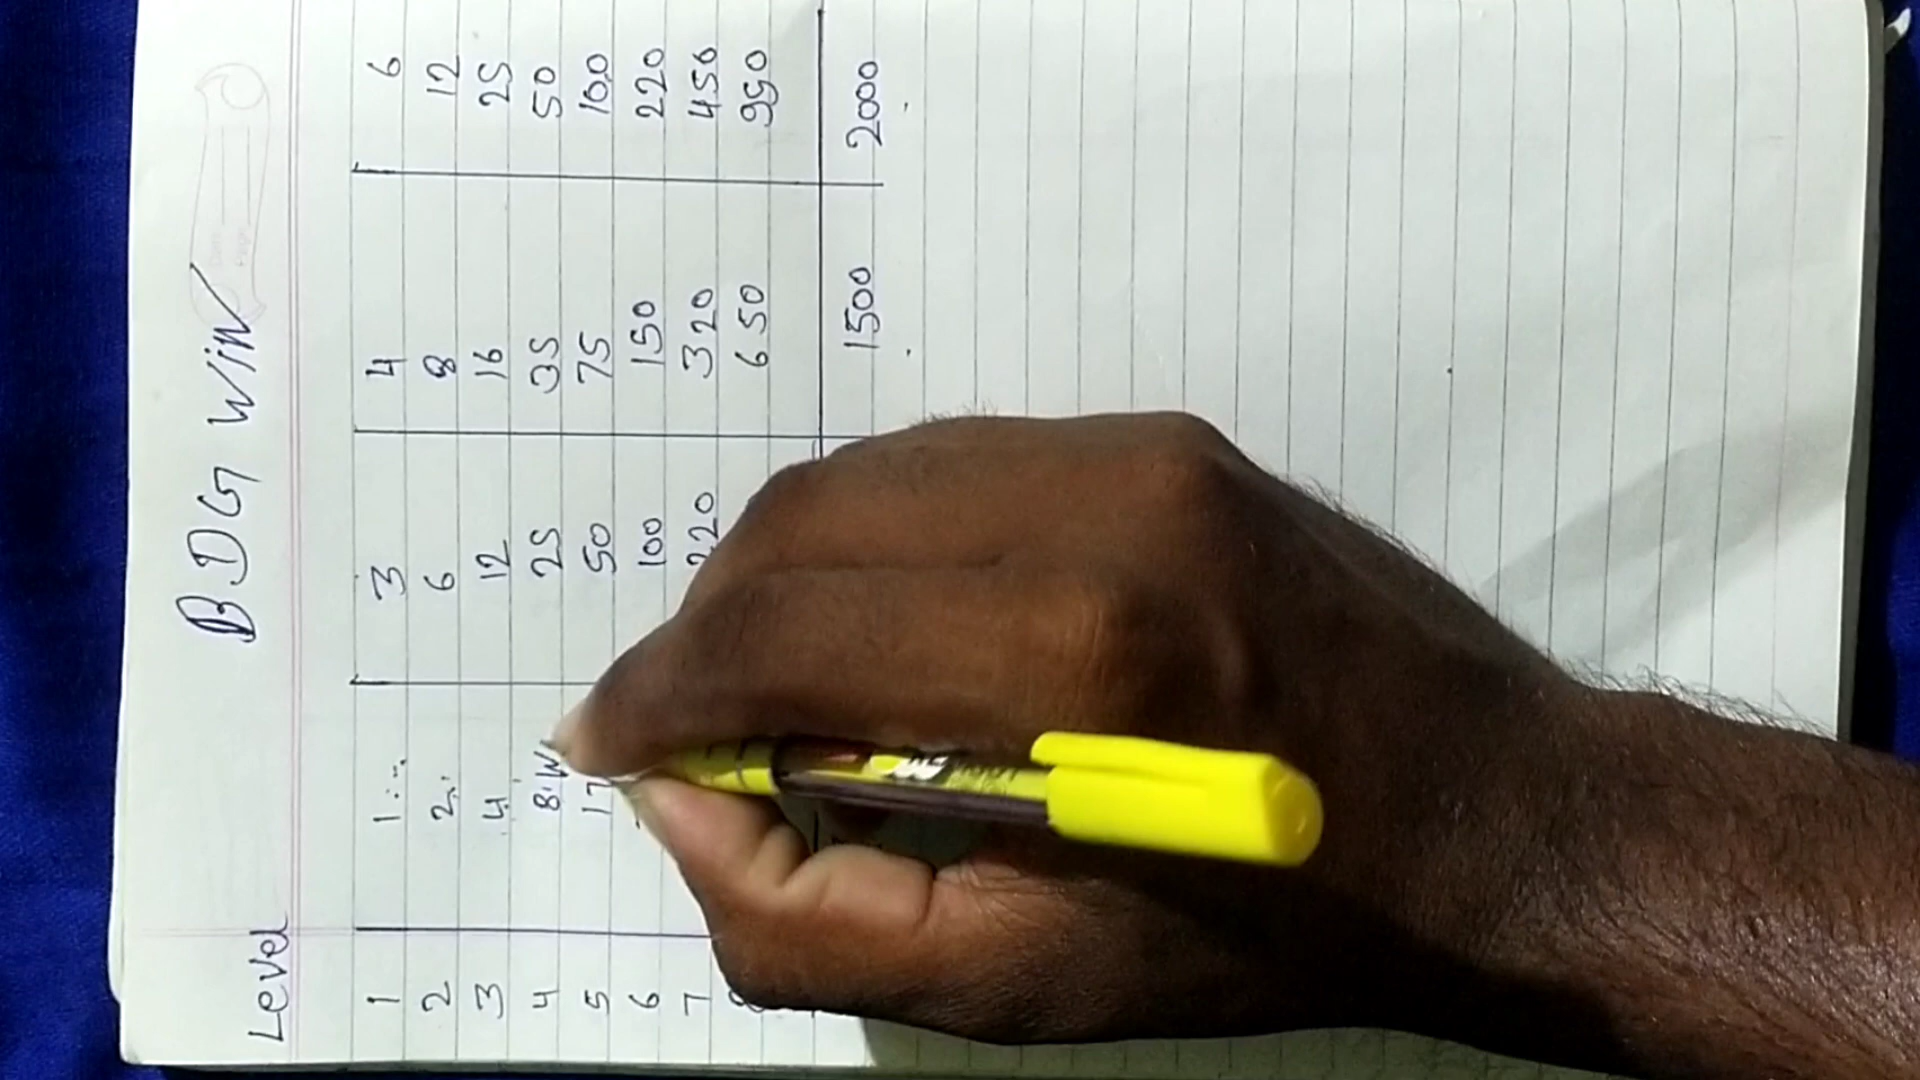 B.DG WiN
Level
1 1 3 4 6
2 2 6 8 12
3 4 12 16 25
4 8 W 25 35 50
5 17 50 75 100
6 100 150 220
7 220 320 450
650 950
1500 2000